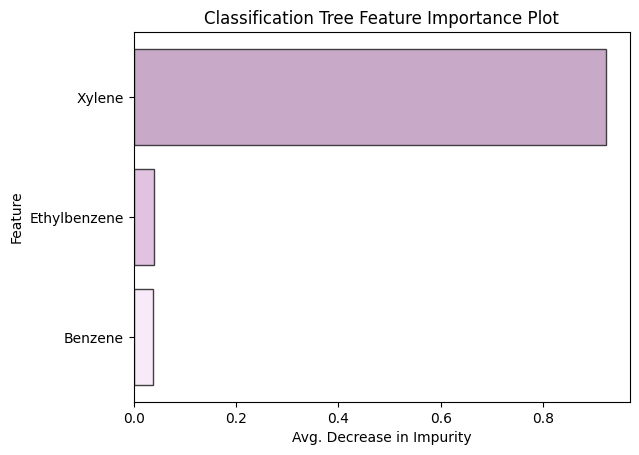 Classification Tree Feature Importance Plot
Feature
Xylene
Ethylbenzene
Benzene
0.0 0.2 0.4 0.6 0.8
Avg. Decrease in Impurity